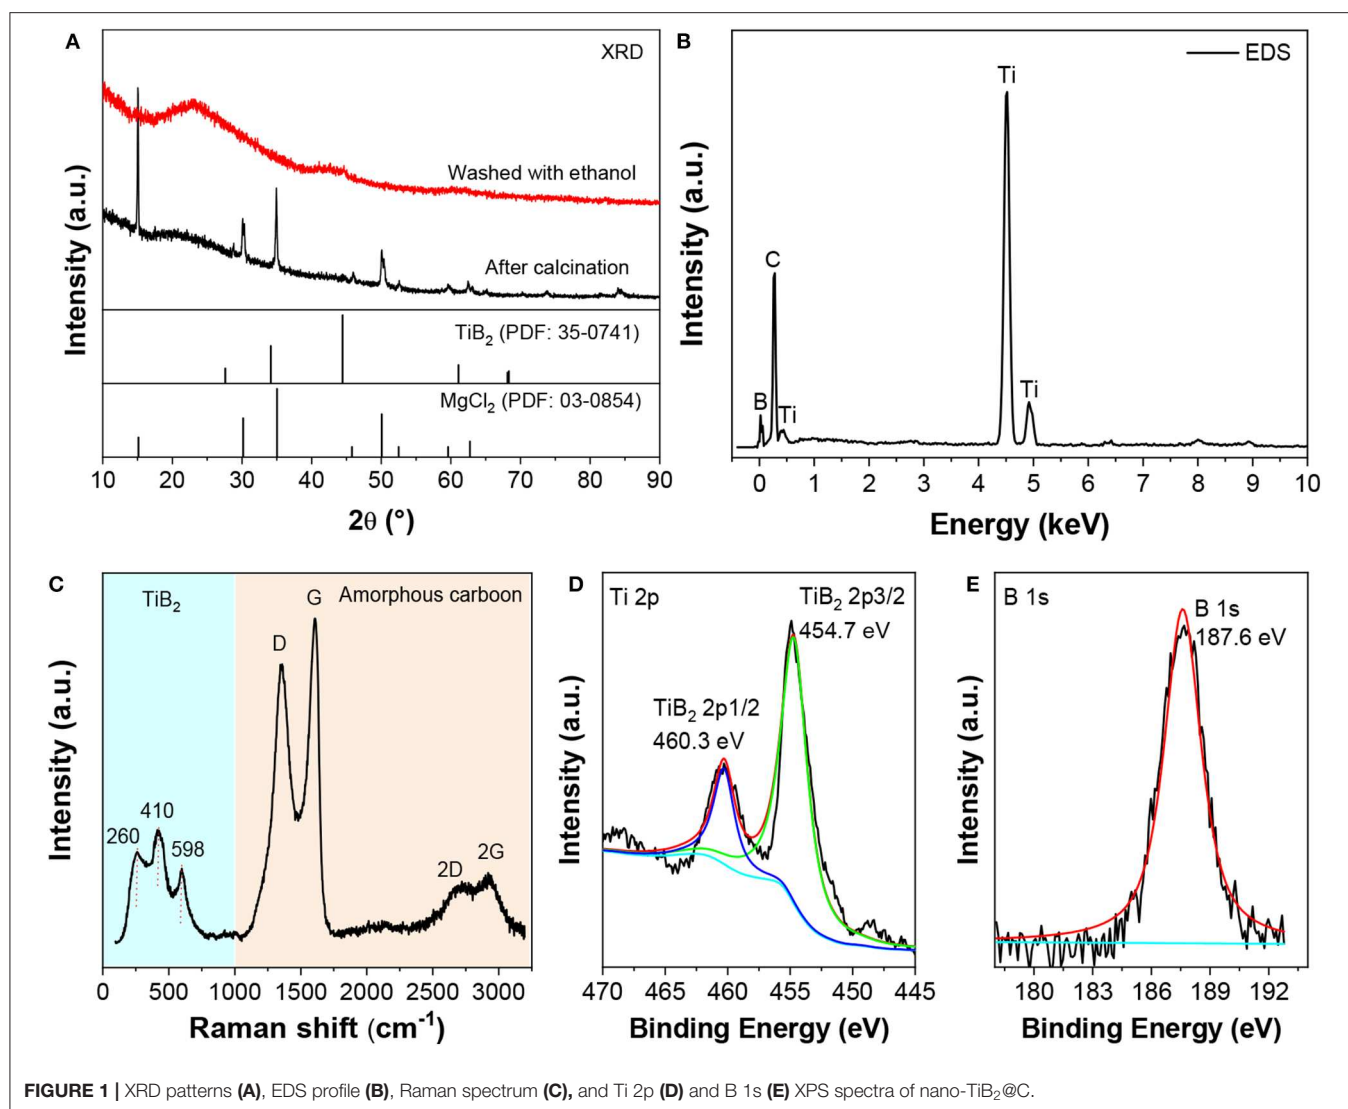 A
XRD
Washed with ethanol
After calcination
TiB₂ (PDF: 35-0741)
MgCl₂ (PDF: 03-0854)
Intensity (a.u.)
10 20 30 40 50 60 70 80 90
2θ (°)
B
EDS
Ti
C
B
Ti
Ti
Intensity (a.u.)
0 1 2 3 4 5 6 7 8 9 10
Energy (keV)
C
TiB₂
G
Amorphous carboon
D
410
260
598
2D
2G
Intensity (a.u.)
0 500 1000 1500 2000 2500 3000
Raman shift (cm⁻¹)
D
Ti 2p
TiB₂ 2p3/2
454.7 eV
TiB₂ 2p1/2
460.3 eV
Intensity (a.u.)
470 465 460 455 450 445
Binding Energy (eV)
E
B 1s
B 1s
187.6 eV
Intensity (a.u.)
180 183 186 189 192
Binding Energy (eV)
FIGURE 1 | XRD patterns (A), EDS profile (B), Raman spectrum (C), and Ti 2p (D) and B 1s (E) XPS spectra of nano-TiB₂@C.